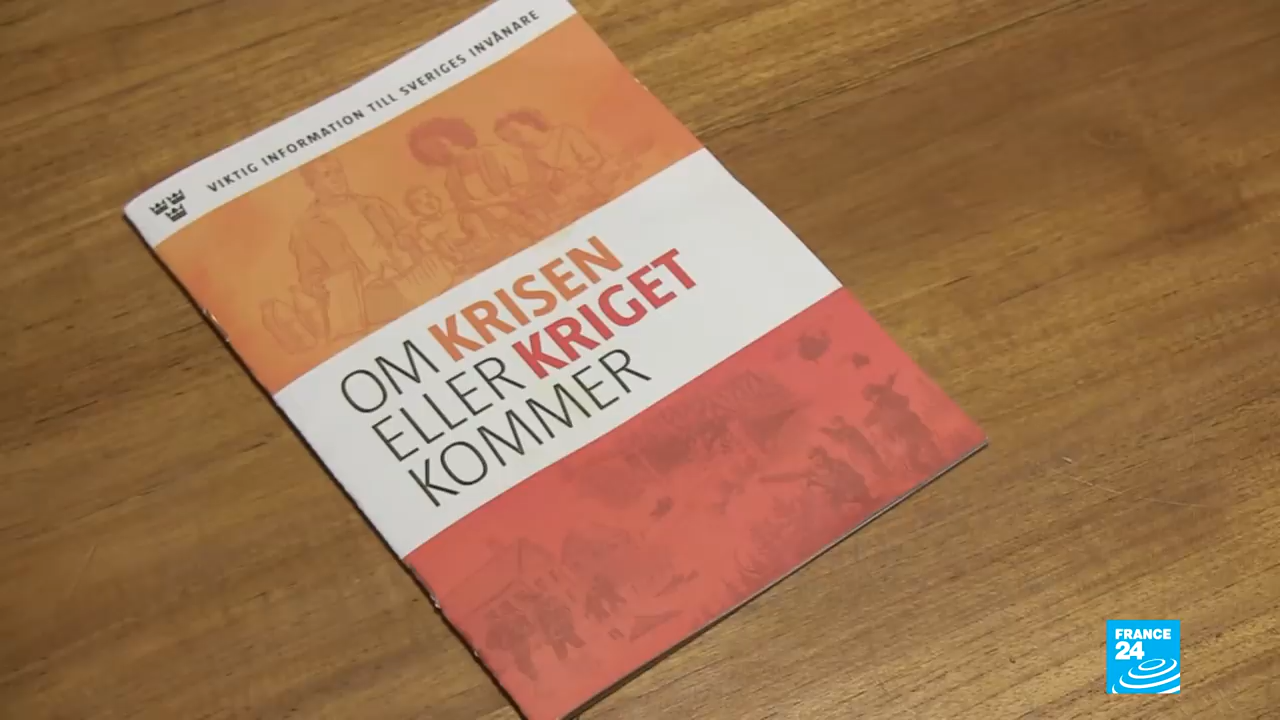 VIKTIG INFORMATION TILL SVERIGES INVÅNARE
OM KRISEN
ELLER KRIGET
KOMMER
FRANCE
24